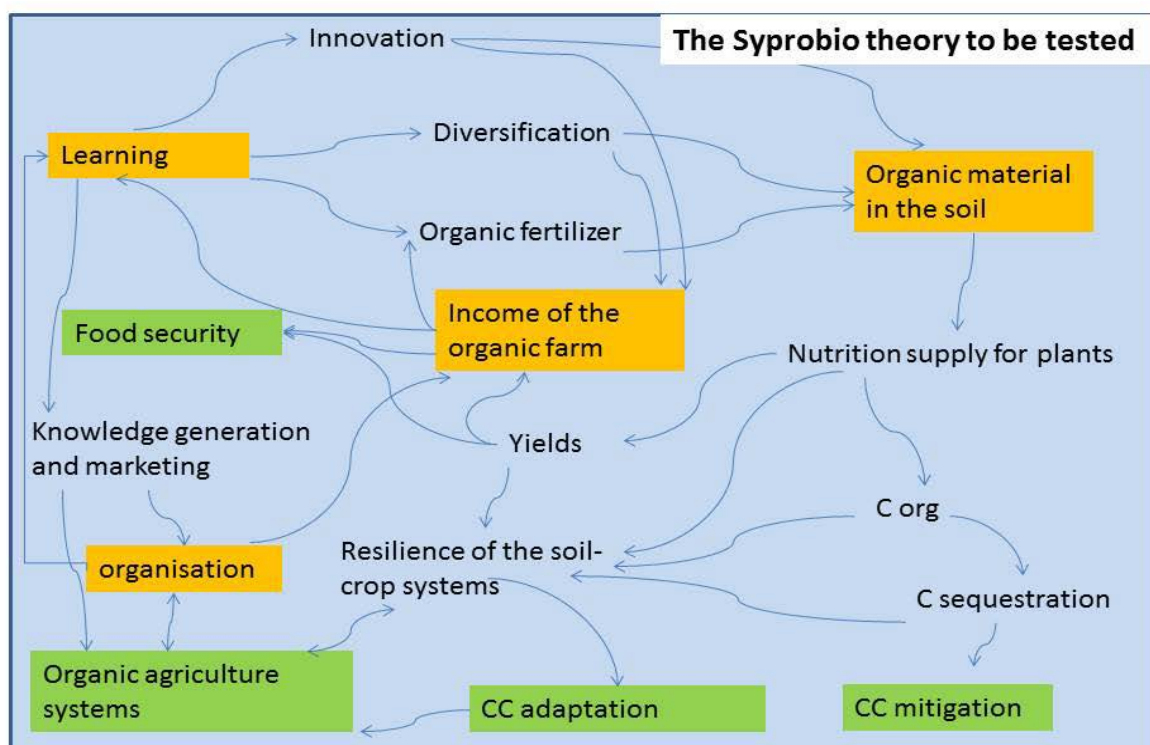 Innovation
The Syprobio theory to be tested
Diversification
Learning
Organic material
in the soil
Organic fertilizer
Income of the
organic farm
Food security
Nutrition supply for plants
Knowledge generation
and marketing
Yields
C org
Resilience of the soil-
crop systems
organisation
C sequestration
Organic agriculture
systems
CC adaptation
CC mitigation